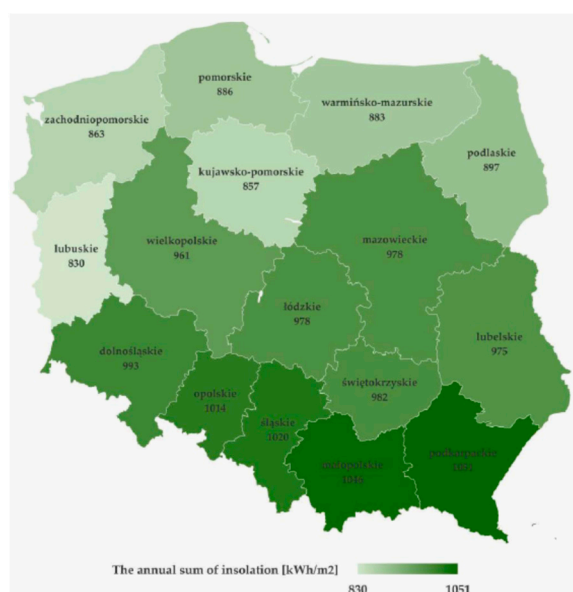 pomorskie
886
warmińsko-mazurskie
883
zachodniopomorskie
863
podlaskie
897
kujawsko-pomorskie
857
lubuskie
830
wielkopolskie
961
mazowieckie
978
łódzkie
978
lubelskie
975
dolnośląskie
993
świętokrzyskie
982
opolskie
1014
śląskie
1020
małopolskie
1046
podkarpackie
1051
The annual sum of insolation [kWh/m2]
830
1051